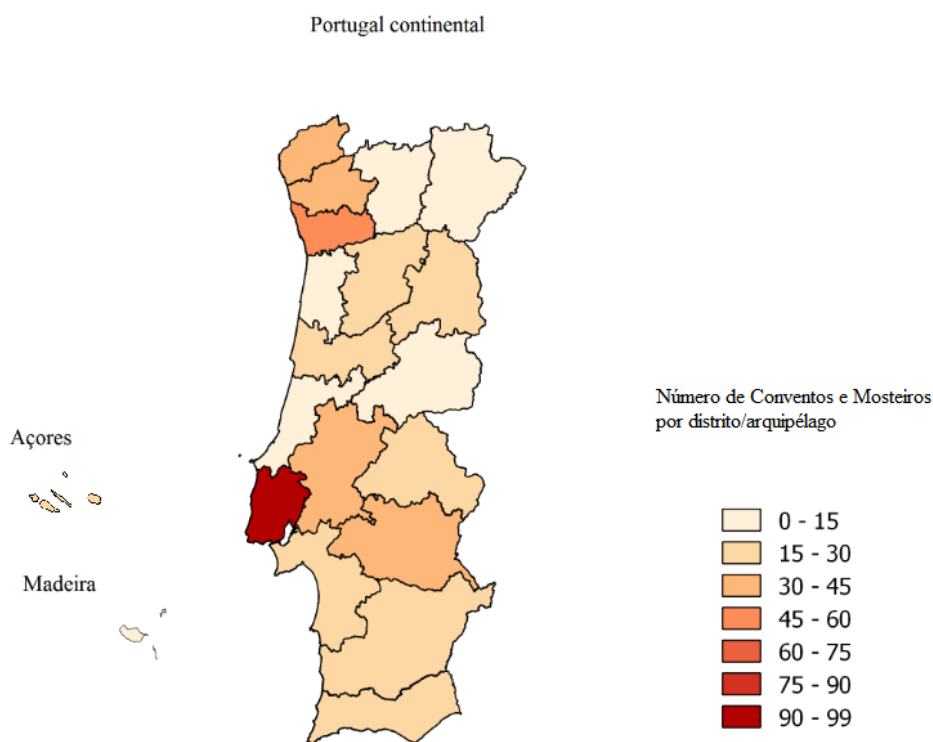 Portugal continental
Número de Conventos e Mosteiros
por distrito/arquipélago
Açores
Madeira
0 - 15
15 - 30
30 - 45
45 - 60
60 - 75
75 - 90
90 - 99